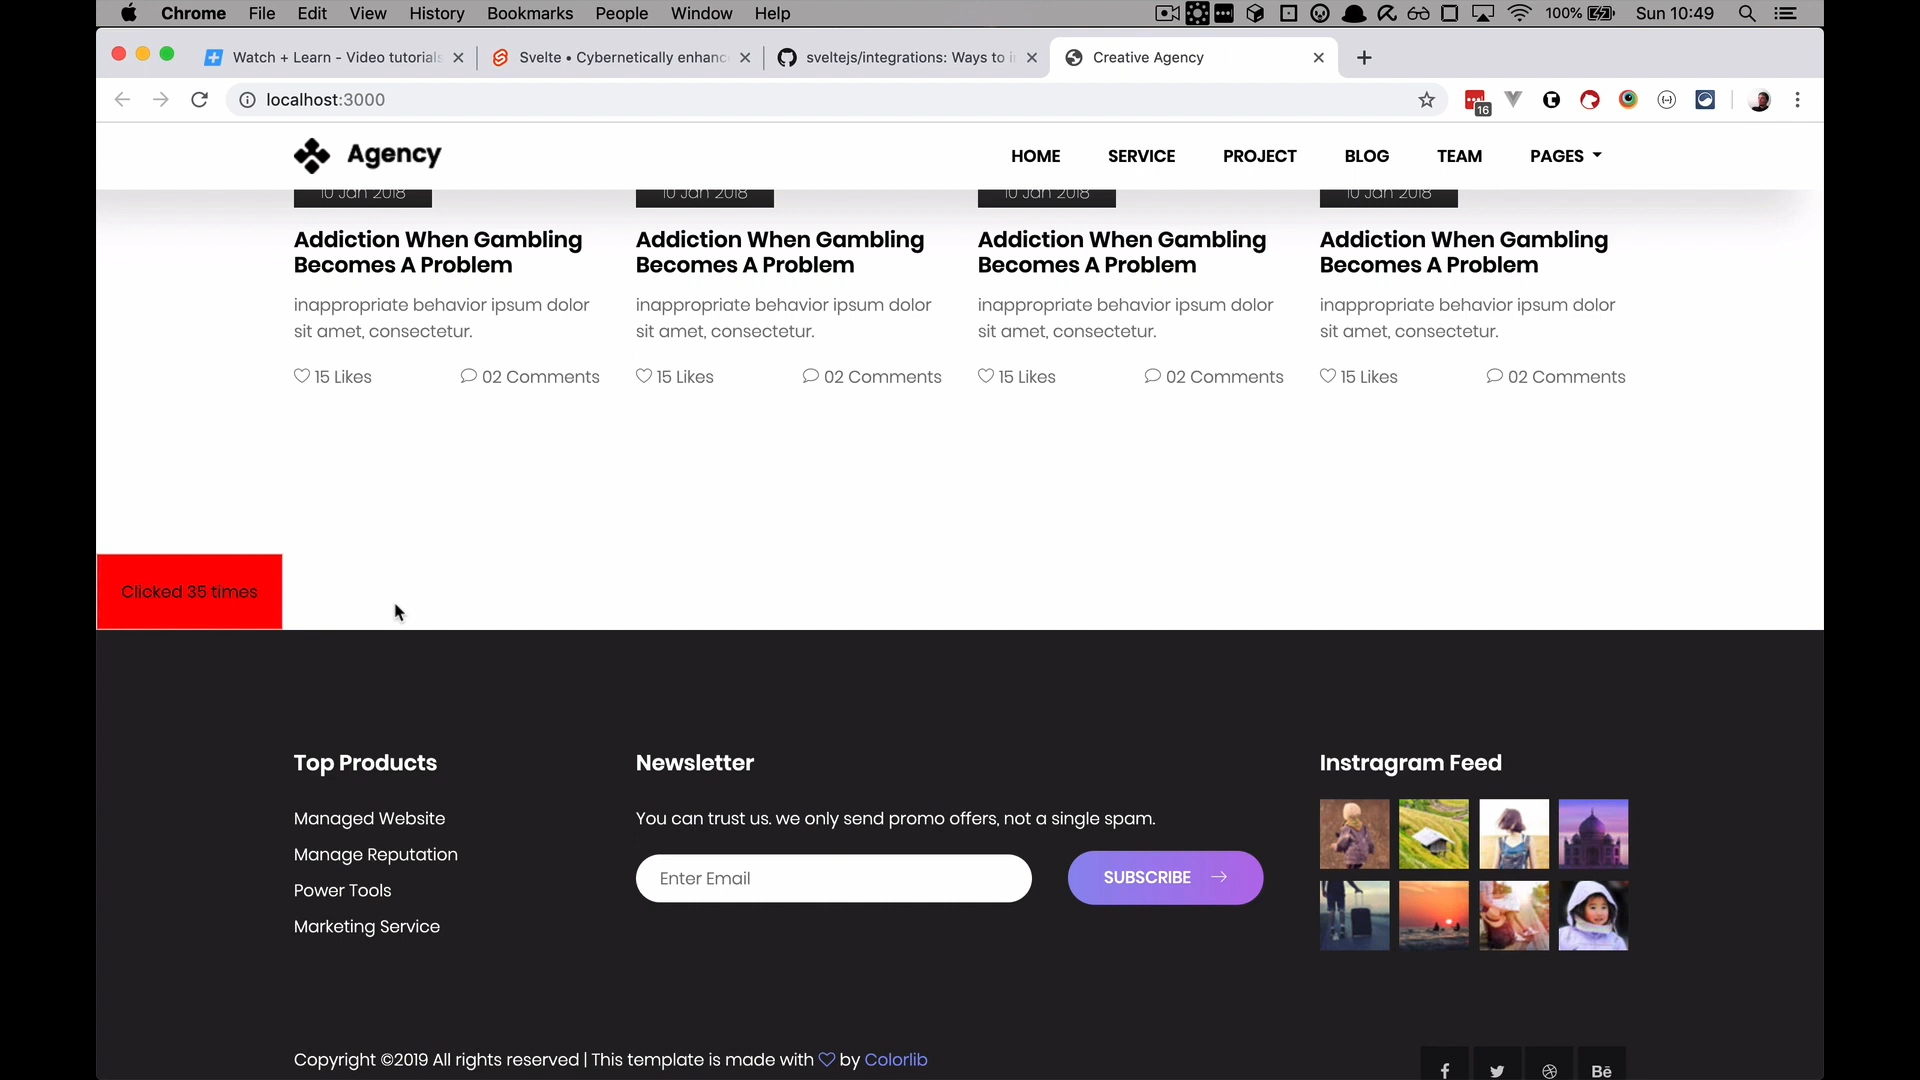 Chrome File Edit View History Bookmarks People Window Help 100% Sun 10:49
Watch + Learn - Video tutorials Svelte • Cybernetically enhanc sveltejs/integrations: Ways to i Creative Agency
localhost:3000 16
Agency HOME SERVICE PROJECT BLOG TEAM PAGES
10 Jan 2018 10 Jan 2018 10 Jan 2018 10 Jan 2018
Addiction When Gambling Addiction When Gambling Addiction When Gambling Addiction When Gambling
Becomes A Problem Becomes A Problem Becomes A Problem Becomes A Problem
inappropriate behavior ipsum dolor inappropriate behavior ipsum dolor inappropriate behavior ipsum dolor inappropriate behavior ipsum dolor
sit amet, consectetur. sit amet, consectetur. sit amet, consectetur. sit amet, consectetur.
15 Likes 02 Comments 15 Likes 02 Comments 15 Likes 02 Comments 15 Likes 02 Comments
Clicked 35 times
Top Products Newsletter Instragram Feed
Managed Website You can trust us. we only send promo offers, not a single spam.
Manage Reputation
Enter Email SUBSCRIBE
Power Tools
Marketing Service
Copyright ©2019 All rights reserved | This template is made with ♡ by Colorlib
Bē